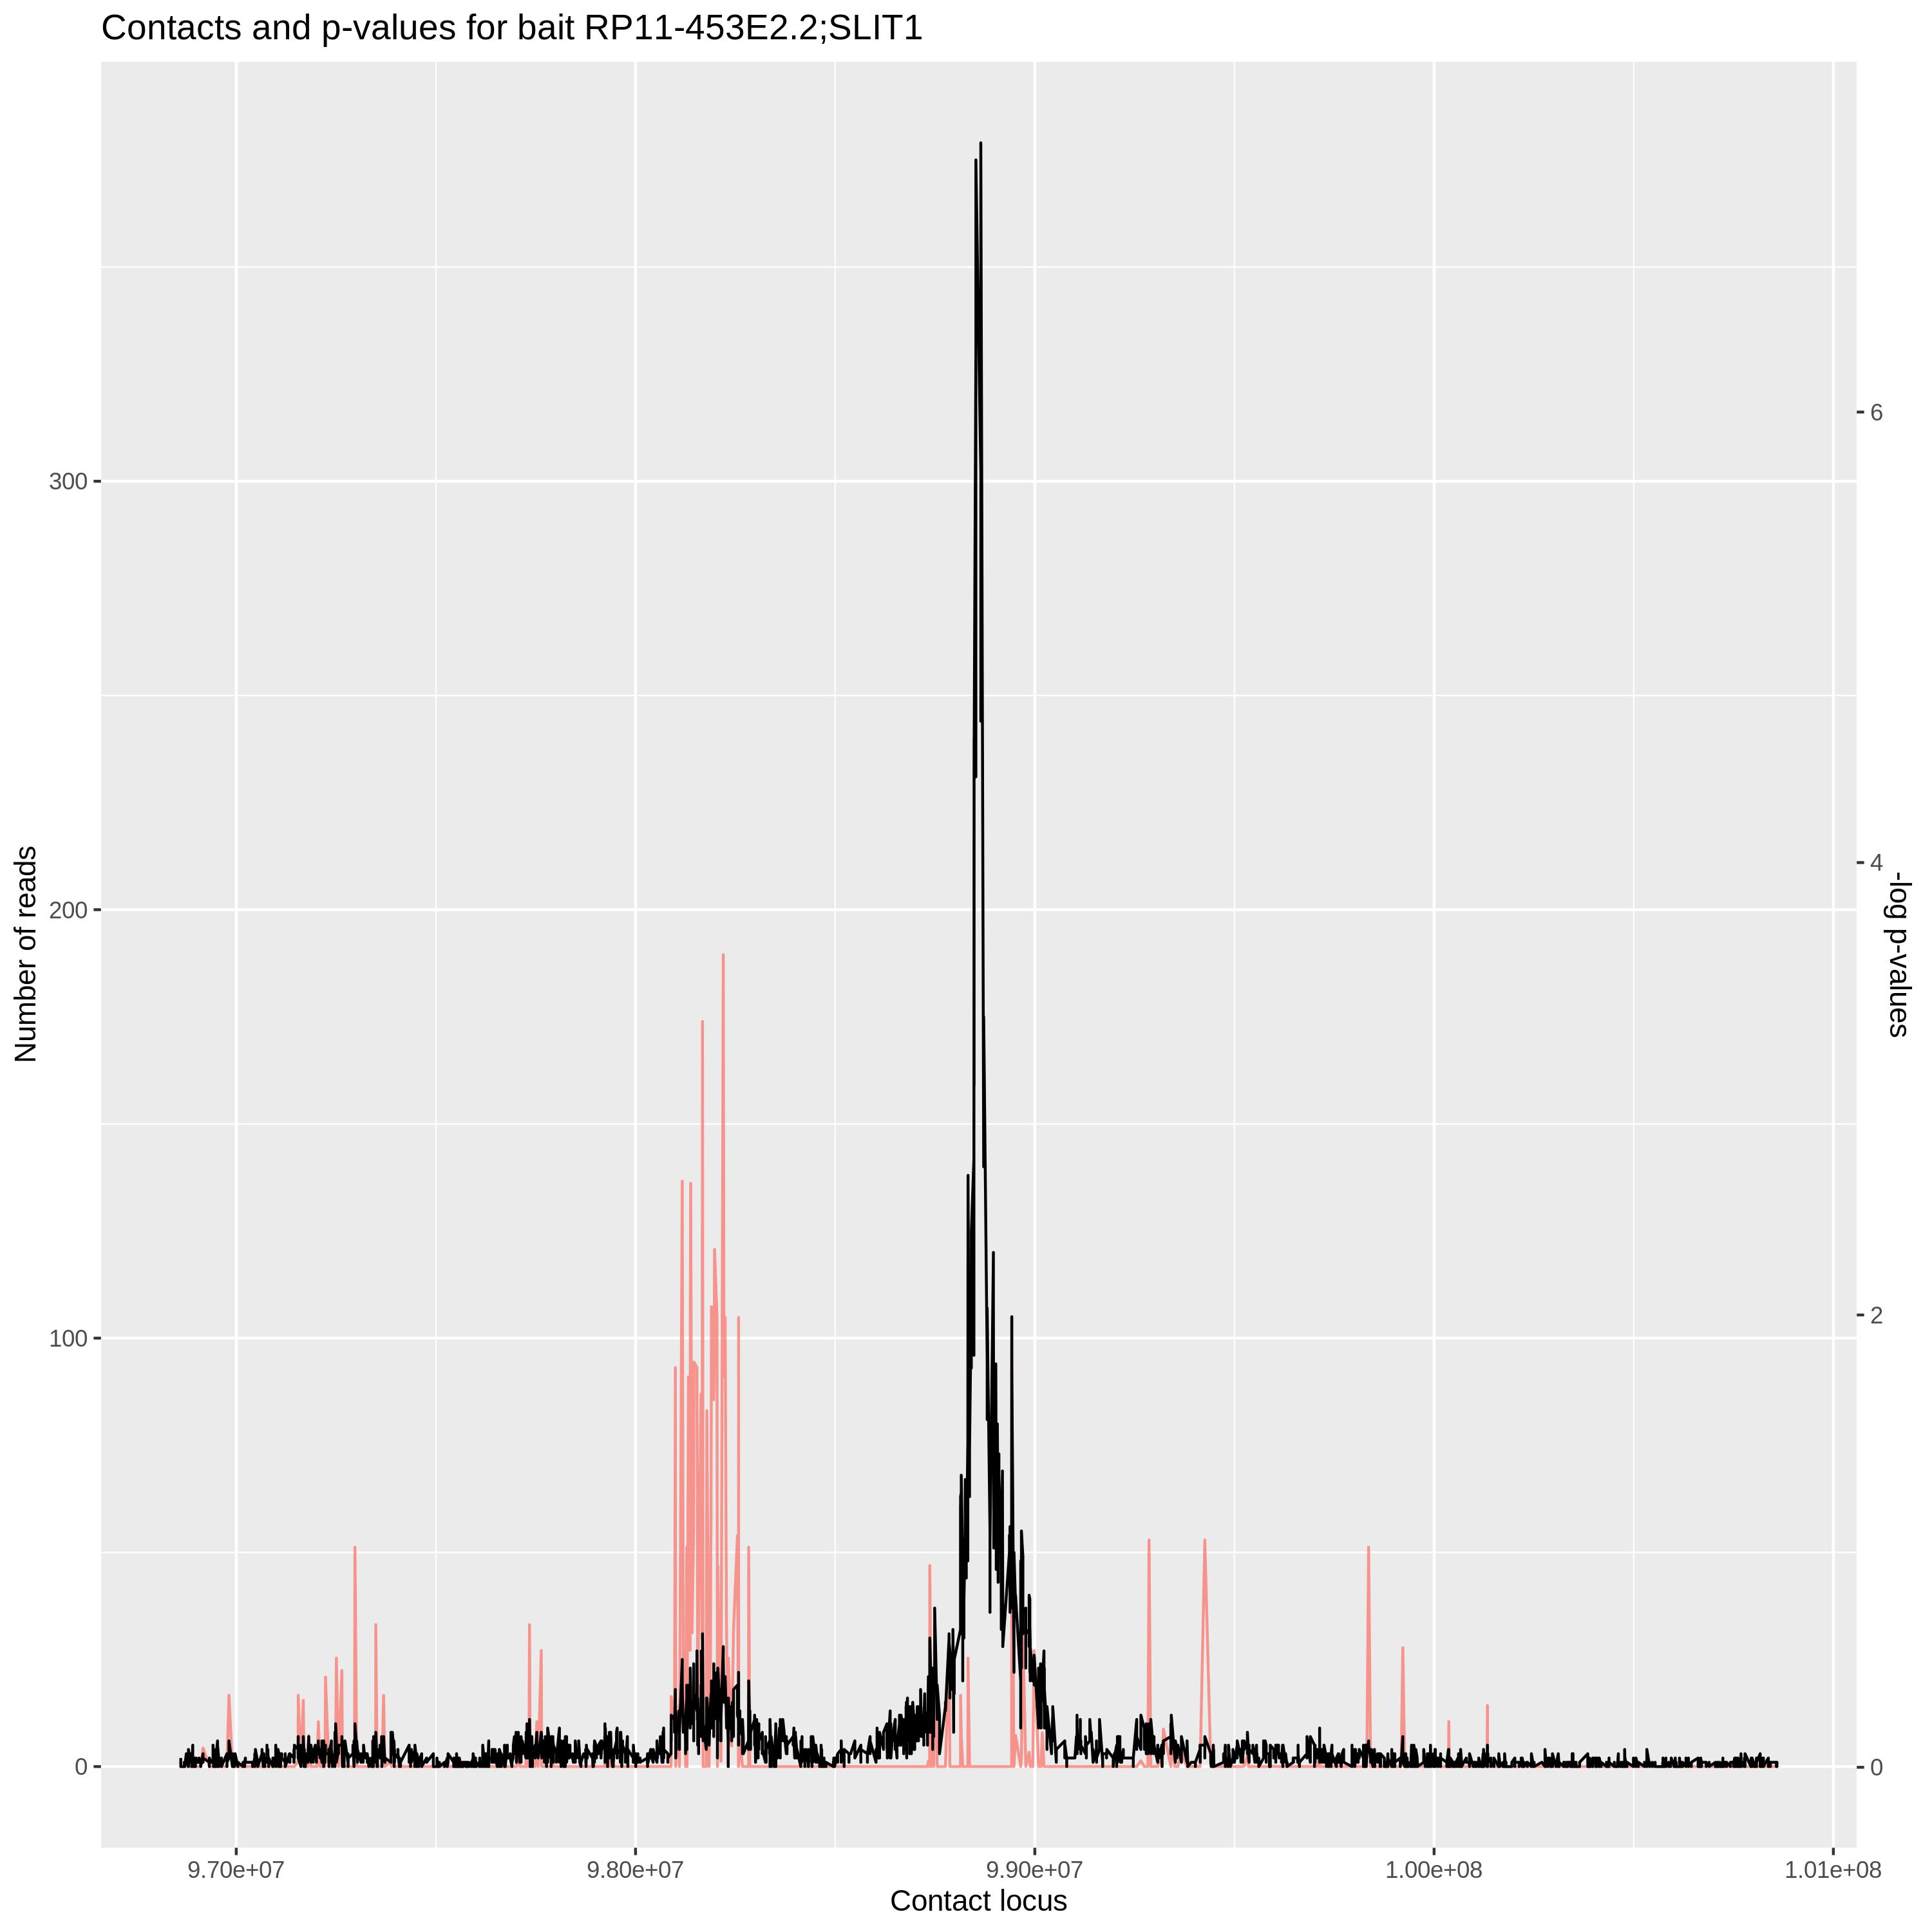 Contacts and p-values for bait RP11-453E2.2;SLIT1
Number of reads
300
200
100
0
6
4
2
0
-log p-values
9.70e+07 9.80e+07 9.90e+07 1.00e+08 1.01e+08
Contact locus